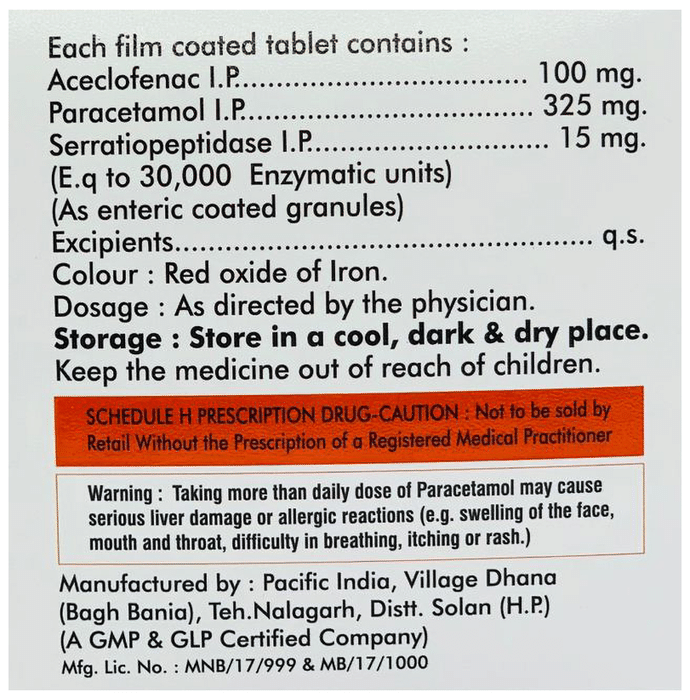 Each film coated tablet contains :
Aceclofenac I.P................................ 100 mg.
Paracetamol I.P................................ 325 mg.
Serratiopeptidase I.P.......................... 15 mg.
(E.q to 30,000 Enzymatic units)
(As enteric coated granules)
Excipients................................................ q.s.
Colour : Red oxide of Iron.
Dosage : As directed by the physician.
Storage : Store in a cool, dark & dry place.
Keep the medicine out of reach of children.
SCHEDULE H PRESCRIPTION DRUG-CAUTION : Not to be sold by
Retail Without the Prescription of a Registered Medical Practitioner
Warning : Taking more than daily dose of Paracetamol may cause
serious liver damage or allergic reactions (e.g. swelling of the face,
mouth and throat, difficulty in breathing, itching or rash.)
Manufactured by : Pacific India, Village Dhana
(Bagh Bania), Teh.Nalagarh, Distt. Solan (H.P.)
(A GMP & GLP Certified Company)
Mfg. Lic. No. : MNB/17/999 & MB/17/1000